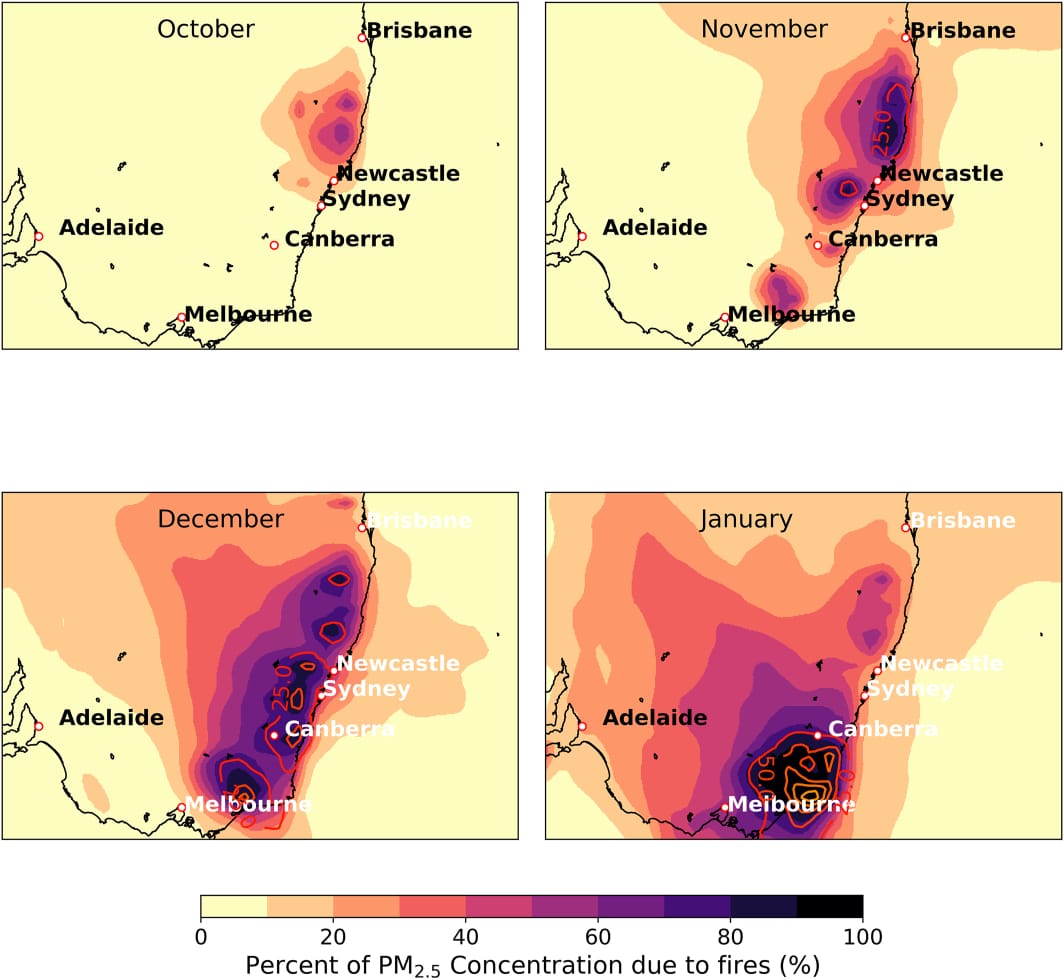 October
Brisbane
Newcastle
Sydney
Adelaide
Canberra
Melbourne
November
Brisbane
25.0
Newcastle
Sydney
Adelaide
Canberra
Melbourne
December
Brisbane
Newcastle
25.0
Sydney
Adelaide
Canberra
Melbourne
January
Brisbane
Newcastle
Sydney
Adelaide
Canberra
50.0
Melbourne
0 20 40 60 80 100
Percent of PM2.5 Concentration due to fires (%)